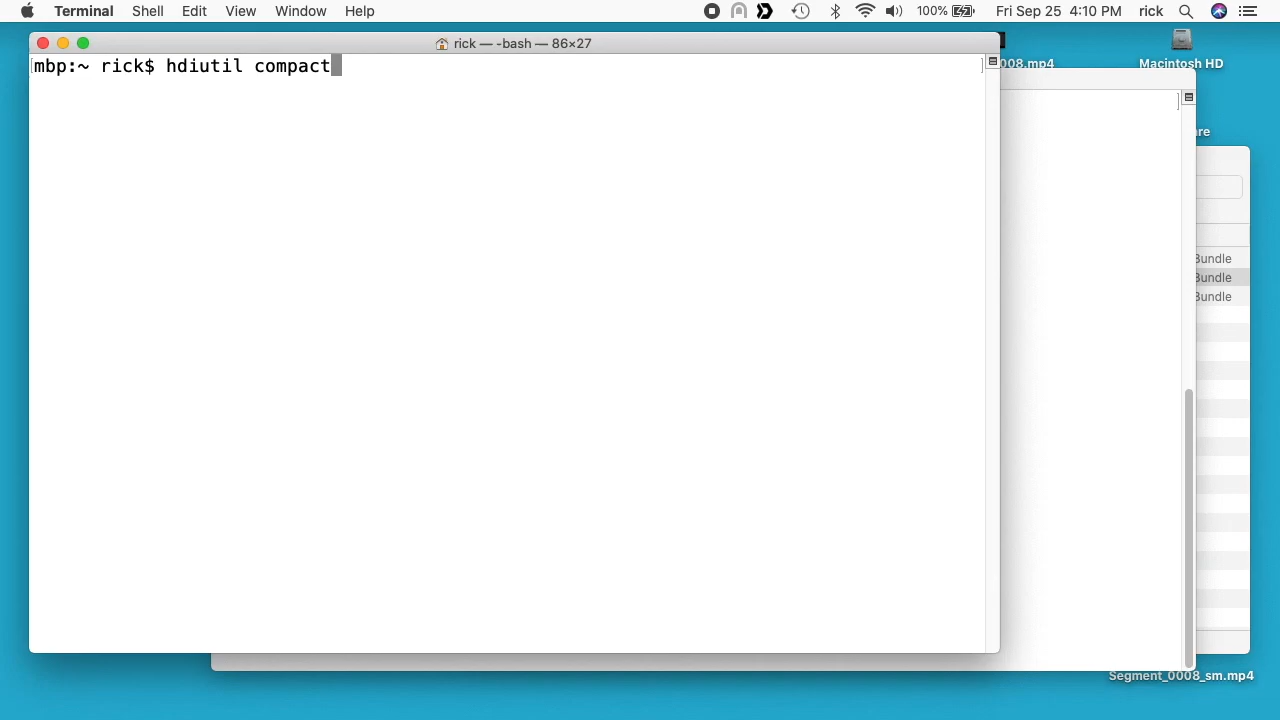 Terminal Shell Edit View Window Help 100% Fri Sep 25 4:10 PM rick
rick — -bash — 86×27
mbp:~ rick$ hdiutil compact
008.mp4
Macintosh HD
Bundle
Bundle
Bundle
Segment_0008_sm.mp4